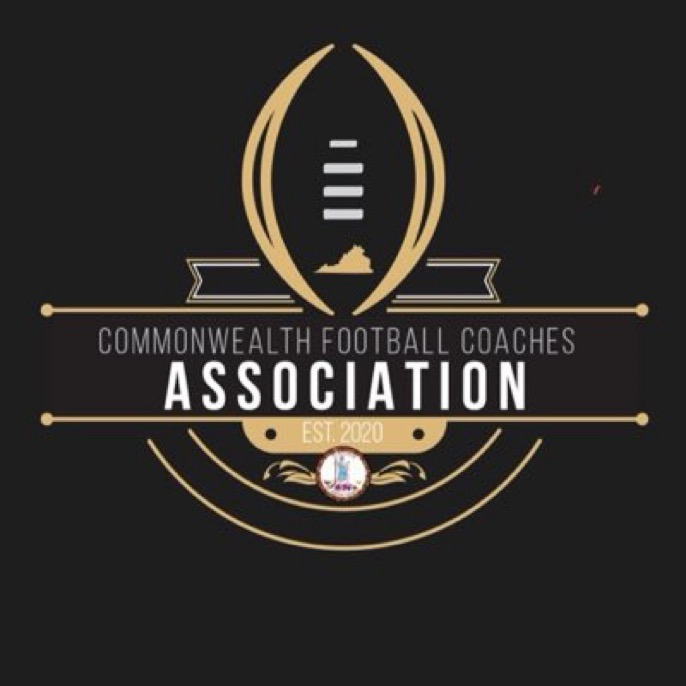 COMMONWEALTH FOOTBALL COACHES
ASSOCIATION
EST. 2020